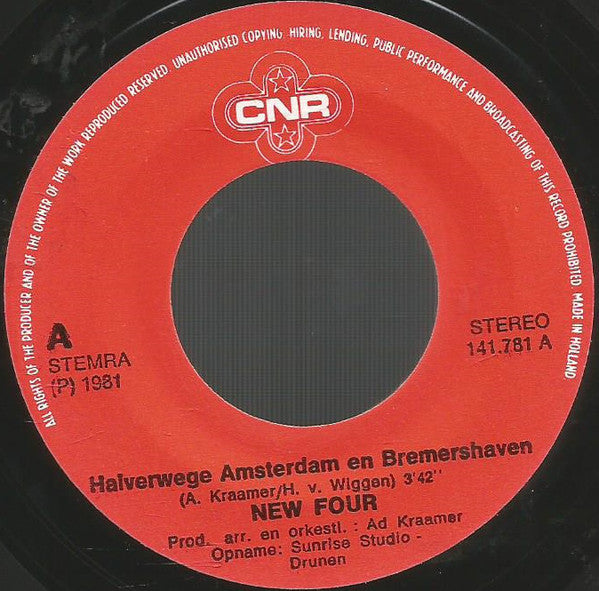 ALL RIGHTS OF THE PRODUCER AND OF THE OWNER OF THE WORK REPRODUCED RESERVED. UNAUTHORISED COPYING, HIRING, LENDING, PUBLIC PERFORMANCE AND BROADCASTING OF THIS RECORD PROHIBITED. MADE IN HOLLAND.
CNR
A
STEMRA
(P) 1981
STEREO
141.781 A
Halverwege Amsterdam en Bremershaven
(A. Kraamer/H. v. Wiggen) 3'42"
NEW FOUR
Prod. arr. en orkestl. : Ad Kraamer
Opname: Sunrise Studio -
Drunen